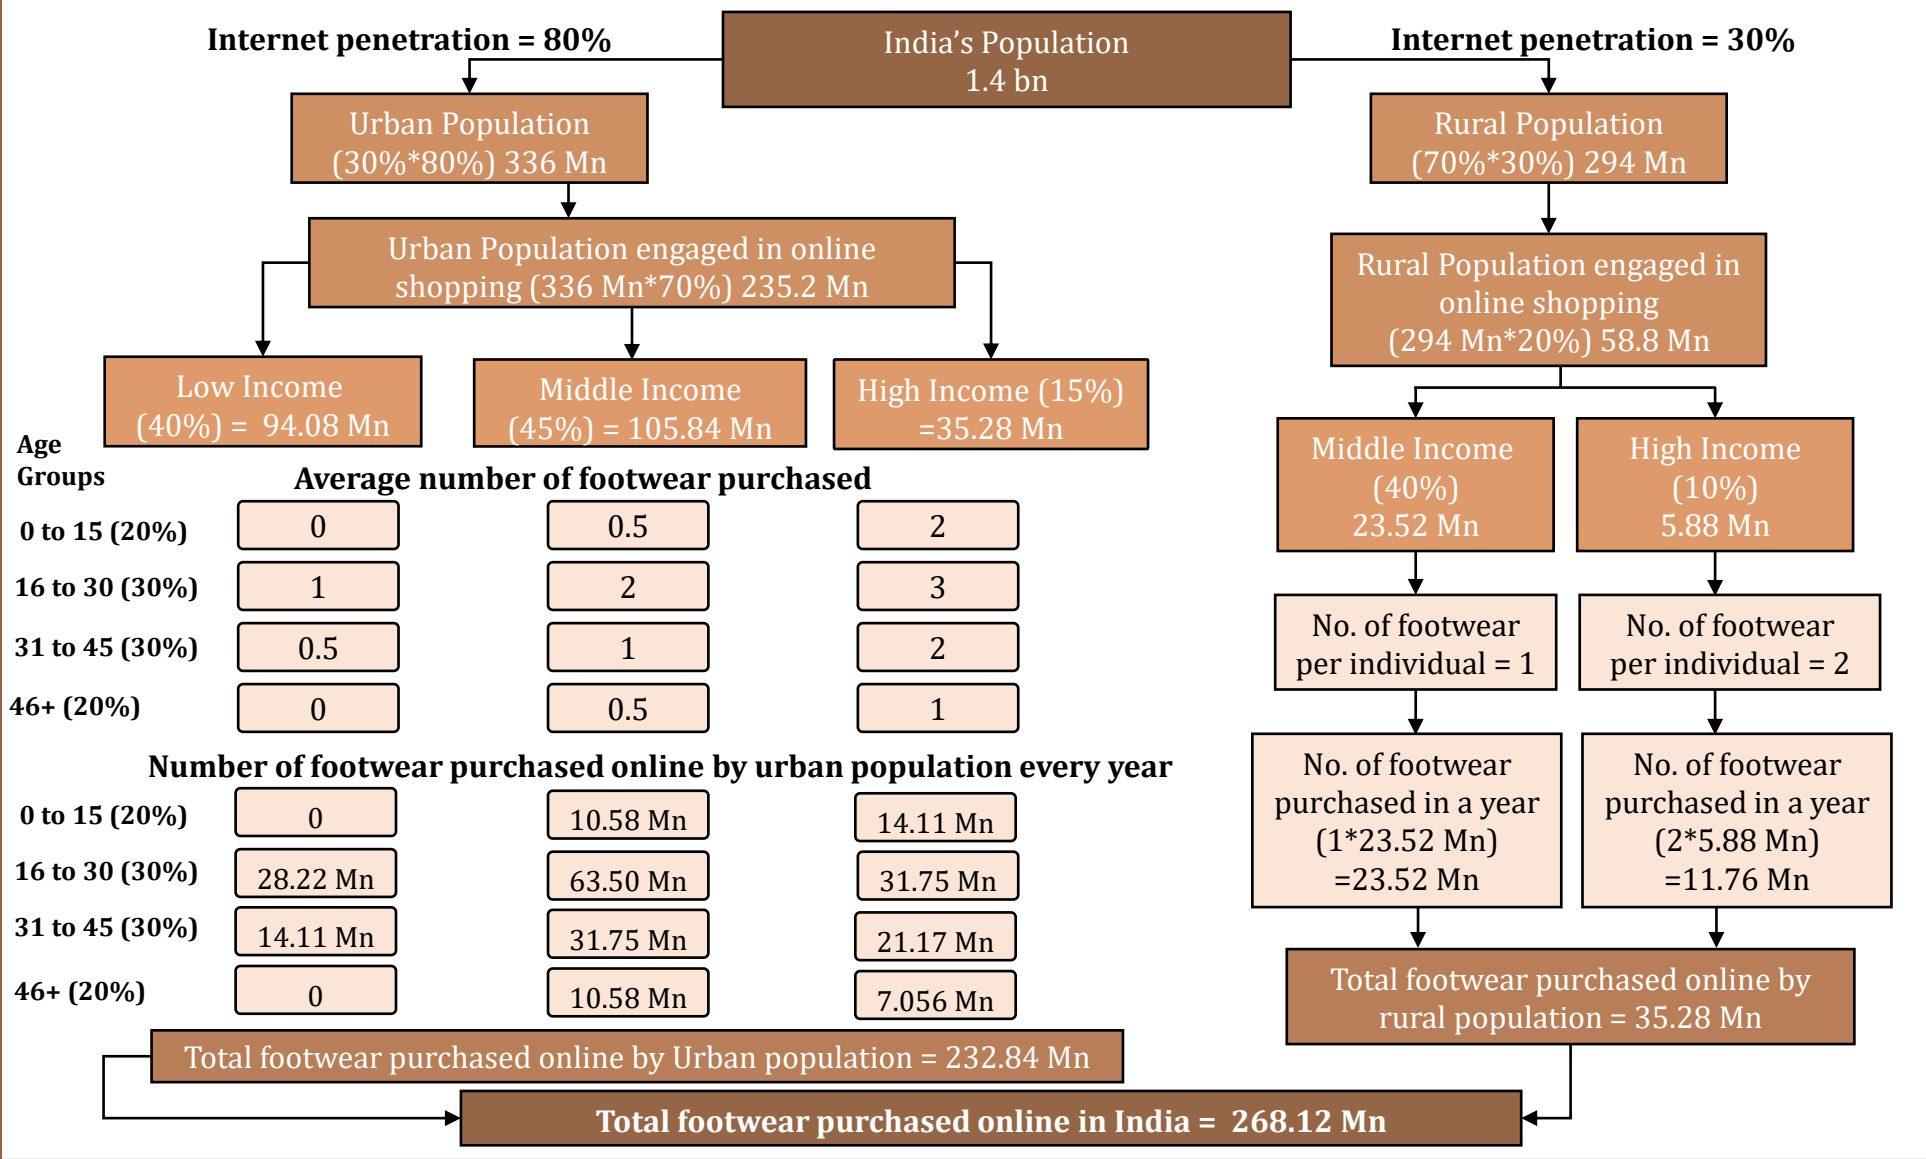 Internet penetration = 80%
India's Population
1.4 bn
Internet penetration = 30%
Urban Population
(30%*80%) 336 Mn
Rural Population
(70%*30%) 294 Mn
Urban Population engaged in online
shopping (336 Mn*70%) 235.2 Mn
Rural Population engaged in
online shopping
(294 Mn*20%) 58.8 Mn
Low Income
(40%) = 94.08 Mn
Middle Income
(45%) = 105.84 Mn
High Income (15%)
=35.28 Mn
Middle Income
(40%)
23.52 Mn
High Income
(10%)
5.88 Mn
Age
Groups
Average number of footwear purchased
0 to 15 (20%) 0 0.5 2
16 to 30 (30%) 1 2 3
31 to 45 (30%) 0.5 1 2
46+ (20%) 0 0.5 1
No. of footwear
per individual = 1
No. of footwear
per individual = 2
Number of footwear purchased online by urban population every year
0 to 15 (20%) 0 10.58 Mn 14.11 Mn
16 to 30 (30%) 28.22 Mn 63.50 Mn 31.75 Mn
31 to 45 (30%) 14.11 Mn 31.75 Mn 21.17 Mn
46+ (20%) 0 10.58 Mn 7.056 Mn
No. of footwear
purchased in a year
(1*23.52 Mn)
=23.52 Mn
No. of footwear
purchased in a year
(2*5.88 Mn)
=11.76 Mn
Total footwear purchased online by
rural population = 35.28 Mn
Total footwear purchased online by Urban population = 232.84 Mn
Total footwear purchased online in India = 268.12 Mn